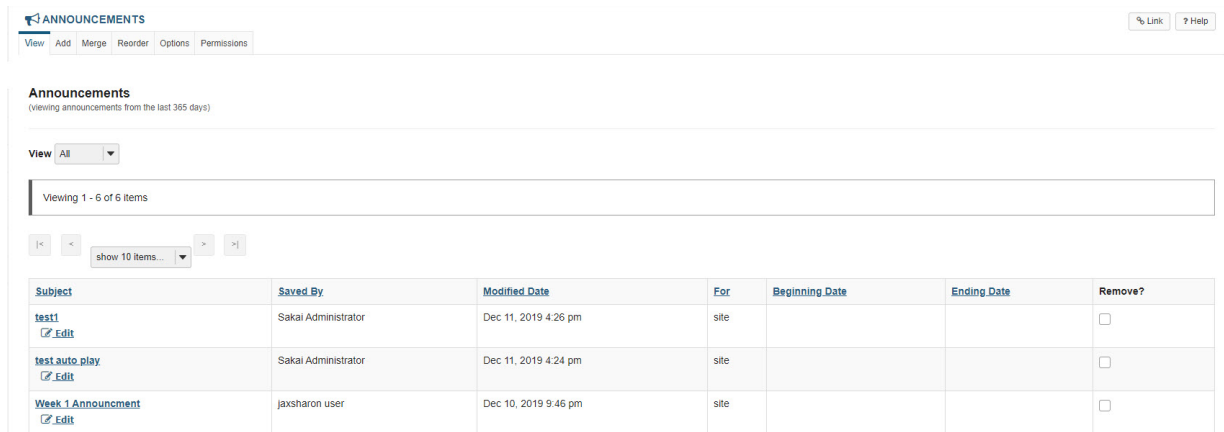 ANNOUNCEMENTS
Link ? Help
View Add Merge Reorder Options Permissions
Announcements
(viewing announcements from the last 365 days)
View All
Viewing 1 - 6 of 6 items
|< < show 10 items... > >|
Subject Saved By Modified Date For Beginning Date Ending Date Remove?
test1 Sakai Administrator Dec 11, 2019 4:26 pm site
Edit
test auto play Sakai Administrator Dec 11, 2019 4:24 pm site
Edit
Week 1 Announcment jaxsharon user Dec 10, 2019 9:46 pm site
Edit